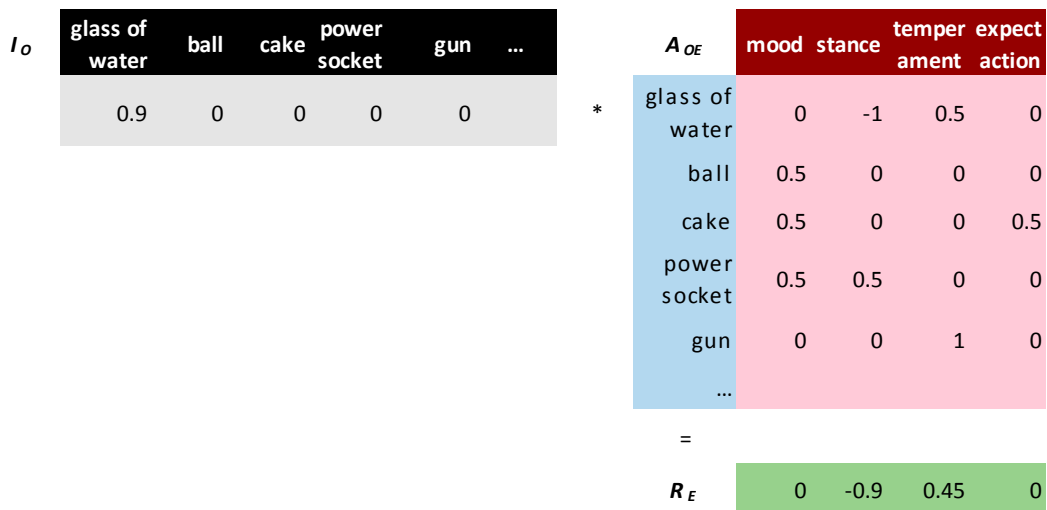 I_O glass of water ball cake power socket gun ...
0.9 0 0 0 0
*
A_OE mood stance temper ament expect action
glass of water 0 -1 0.5 0
ball 0.5 0 0 0
cake 0.5 0 0 0.5
power socket 0.5 0.5 0 0
gun 0 0 1 0
...
=
R_E 0 -0.9 0.45 0